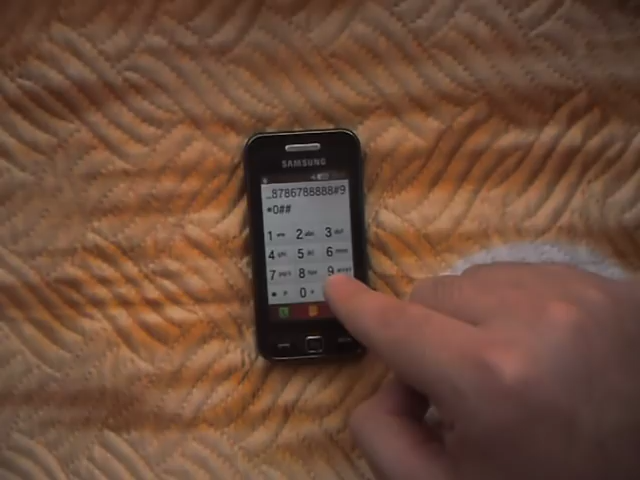 SAMSUNG
...8786788888#9
*0##
1
2 abc 3 def
4 ghi 5 jkl 6 mno
7 pqrs 8 tuv 9 wxyz
* P 0 +